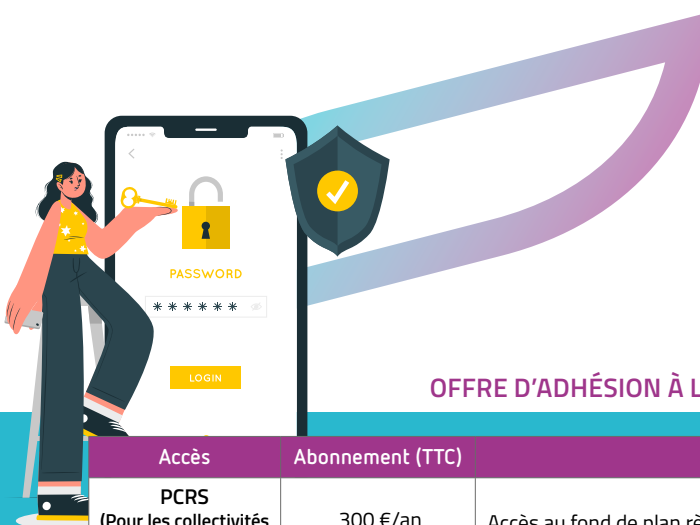 PASSWORD
******
LOGIN
OFFRE D'ADHÉSION À L
Accès
Abonnement (TTC)
PCRS
(Pour les collectivités
300 €/an
Accès au fond de plan